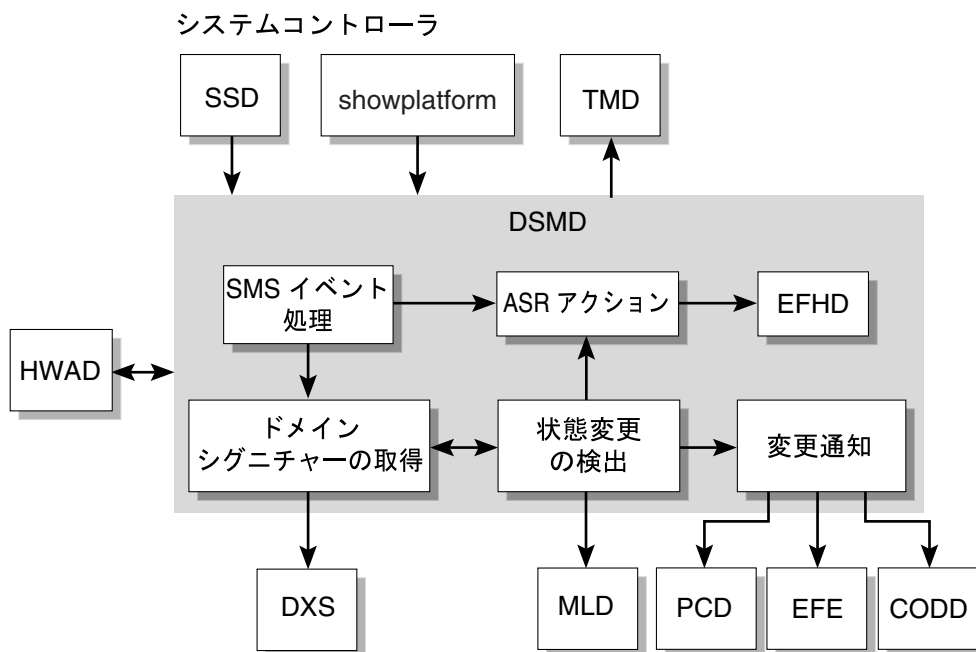 システムコントローラ
SSD
showplatform
TMD
DSMD
SMS イベント
処理
ASR アクション
EFHD
HWAD
ドメイン
シグニチャーの取得
状態変更
の検出
変更通知
DXS
MLD
PCD
EFE
CODD